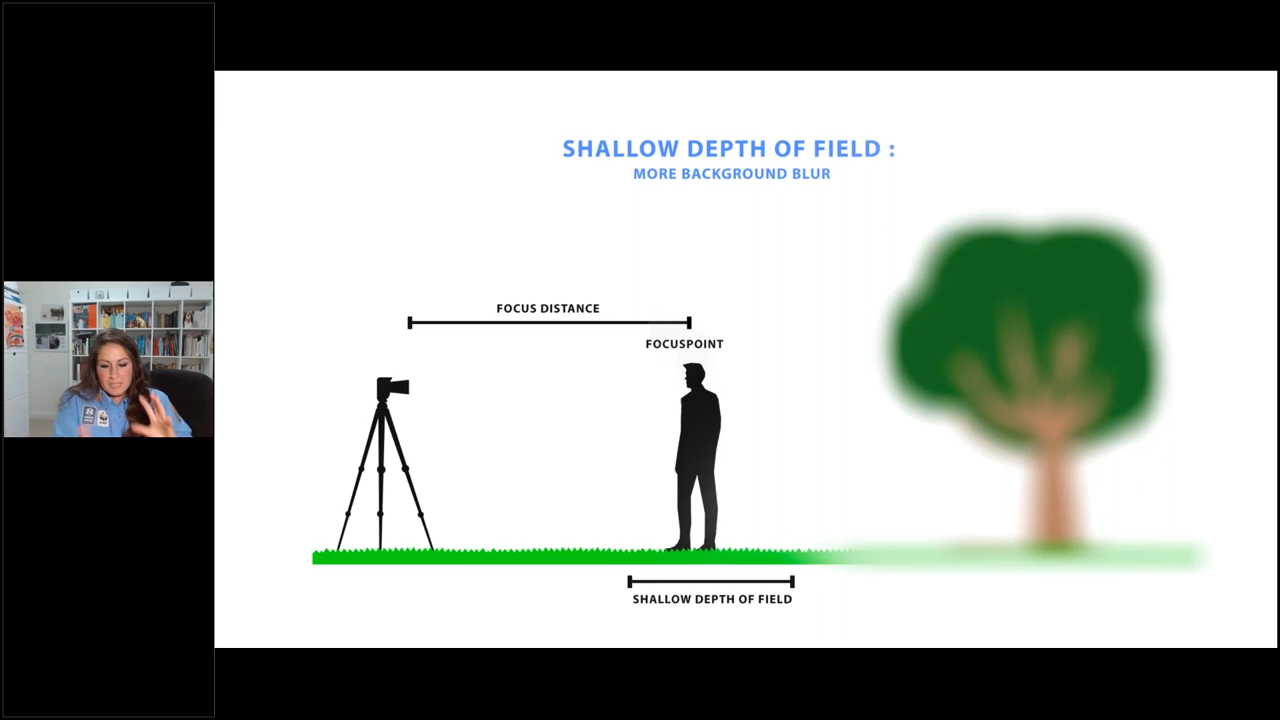 SHALLOW DEPTH OF FIELD :
MORE BACKGROUND BLUR
FOCUS DISTANCE
FOCUSPOINT
SHALLOW DEPTH OF FIELD